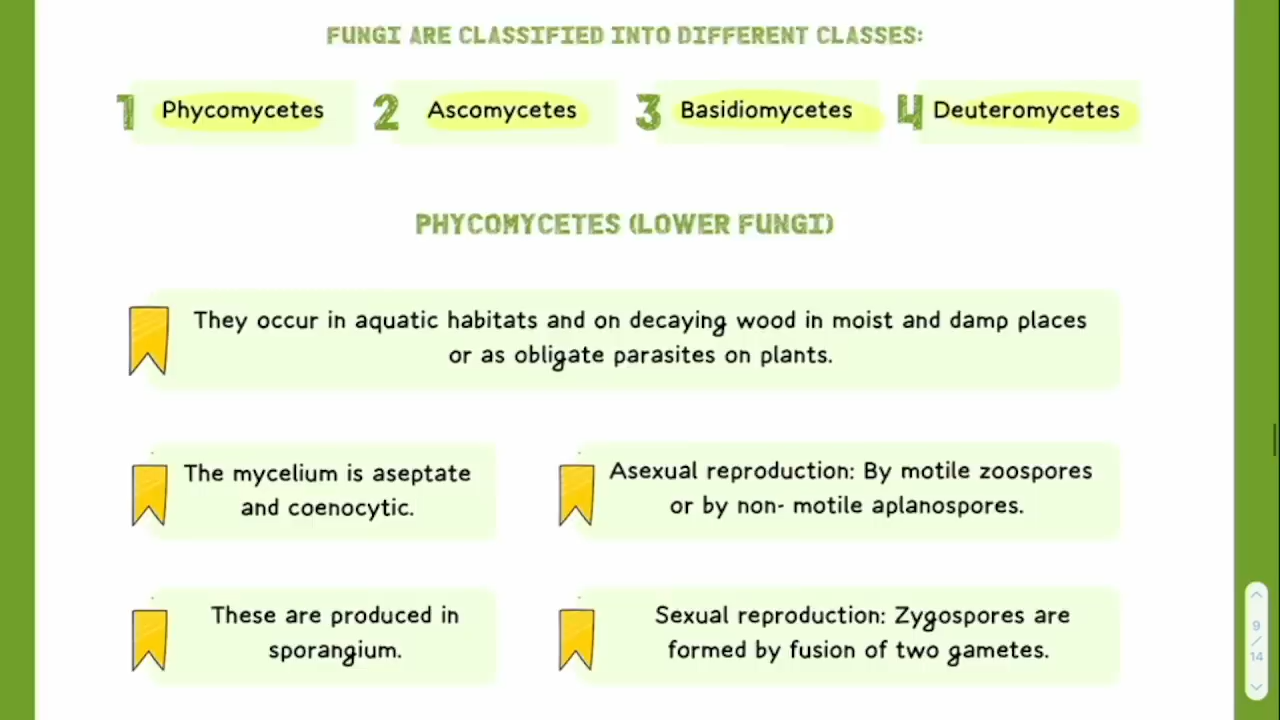 FUNGI ARE CLASSIFIED INTO DIFFERENT CLASSES:
1 Phycomycetes 2 Ascomycetes 3 Basidiomycetes 4 Deuteromycetes
PHYCOMYCETES (LOWER FUNGI)
They occur in aquatic habitats and on decaying wood in moist and damp places
or as obligate parasites on plants.
The mycelium is aseptate
and coenocytic.
Asexual reproduction: By motile zoospores
or by non- motile aplanospores.
These are produced in
sporangium.
Sexual reproduction: Zygospores are
formed by fusion of two gametes.
9
/
14